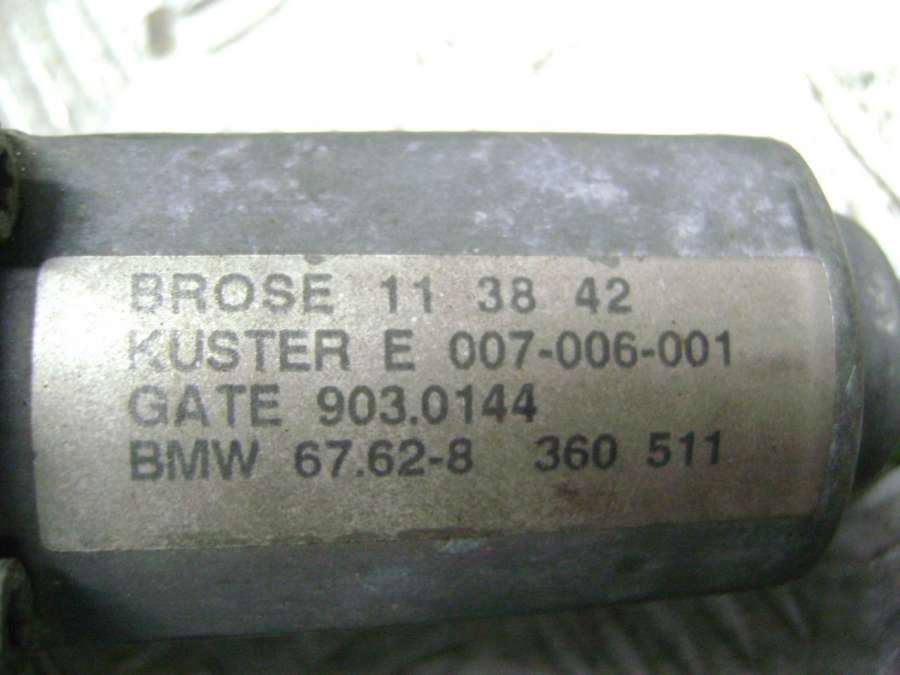 BROSE 11 38 42
KUSTER E 007-006-001
GATE 903.0144
BMW 67.62-8 360 511